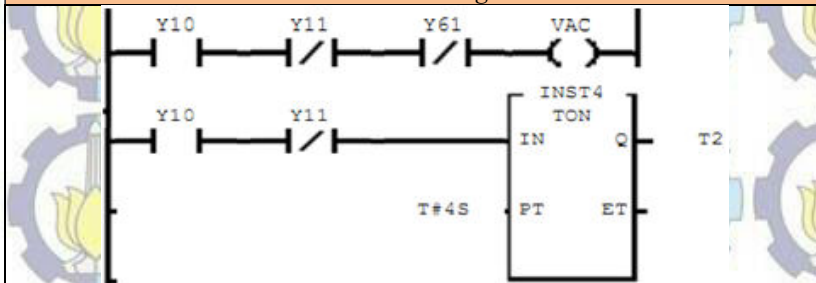 Y10 Y11 Y61 VAC
INST4
Y10 Y11 TON
IN Q T2
T#4S PT ET